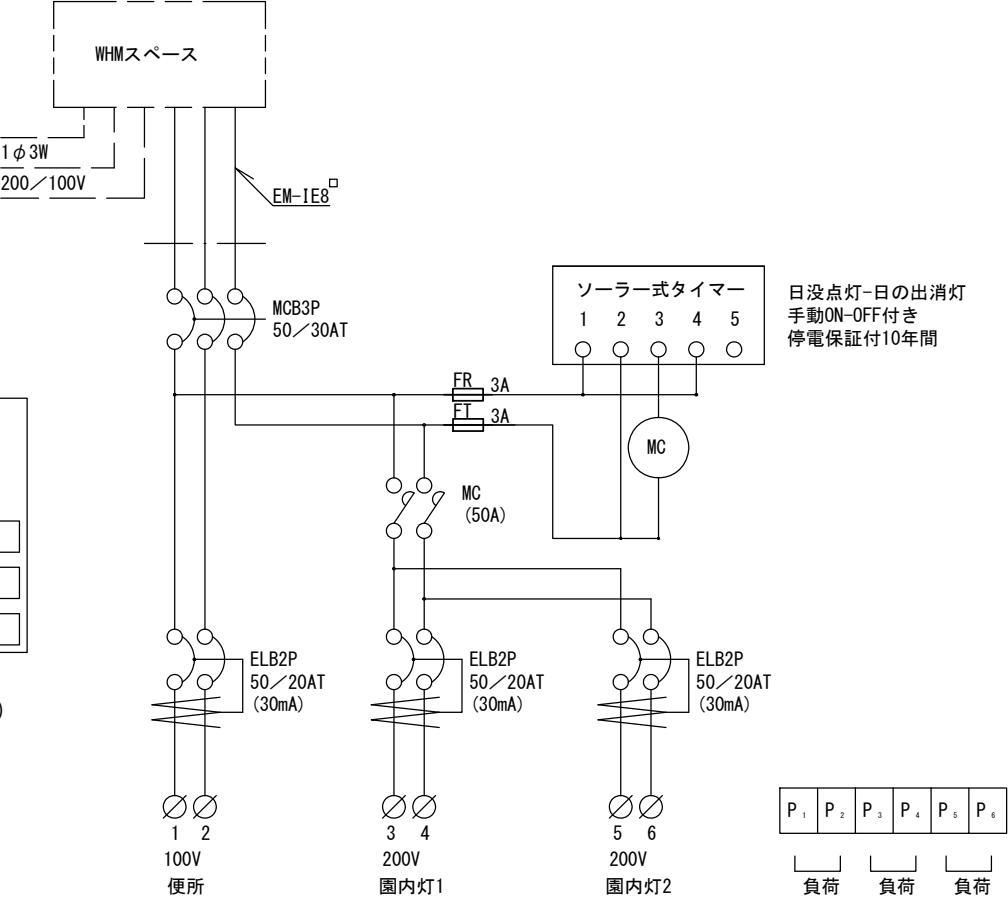 WHMスペース
1φ3W
200/100V
EM-IE8□
MCB3P
50/30AT
ソーラー式タイマー
1 2 3 4 5
日没点灯-日の出消灯
手動ON-OFF付き
停電保証付10年間
FR 3A
FT 3A
MC
MC
(50A)
ELB2P
50/20AT
(30mA)
ELB2P
50/20AT
(30mA)
ELB2P
50/20AT
(30mA)
)
1 2
100V
便所
3 4
200V
園内灯1
5 6
200V
園内灯2
P₁ P₂ P₃ P₄ P₅ P₆
負荷 負荷 負荷